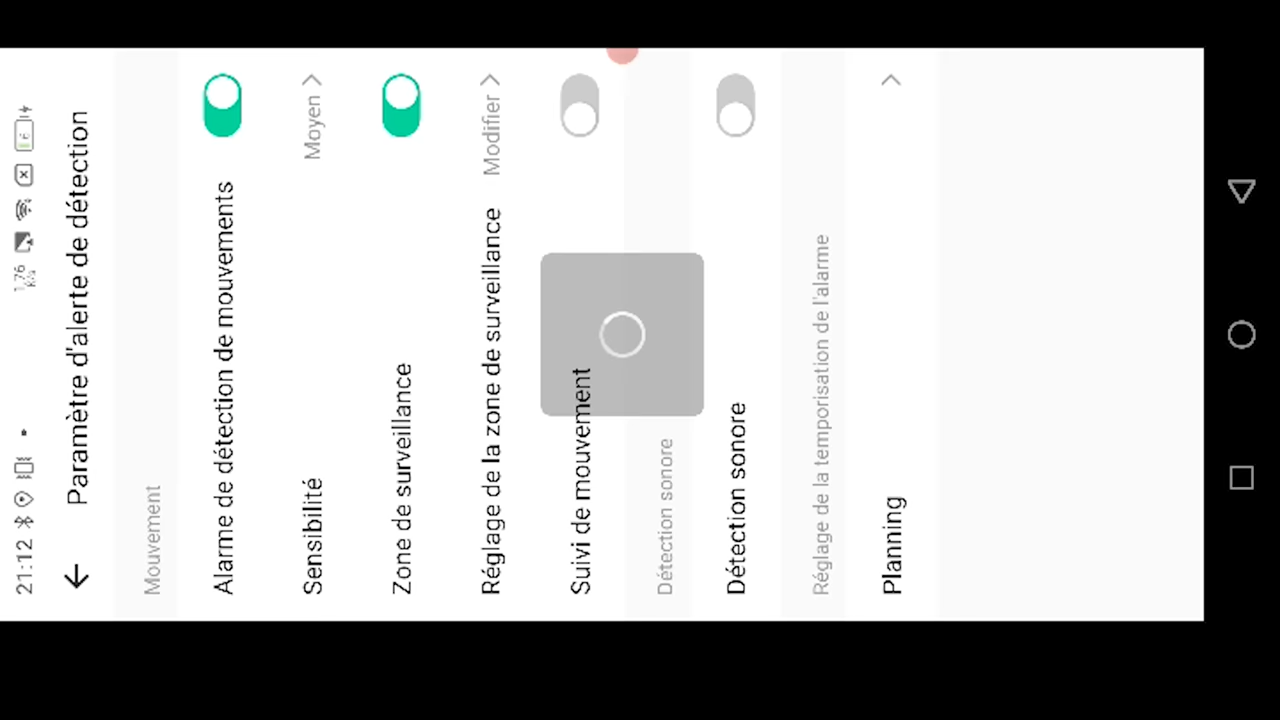 21:12
1,76
Paramètre d'alerte de détection
Mouvement
Alarme de détection de mouvements
Sensibilité
Moyen
Zone de surveillance
Réglage de la zone de surveillance
Modifier
Suivi de mouvement
Détection sonore
Détection sonore
Réglage de la temporisation de l'alarme
Planning